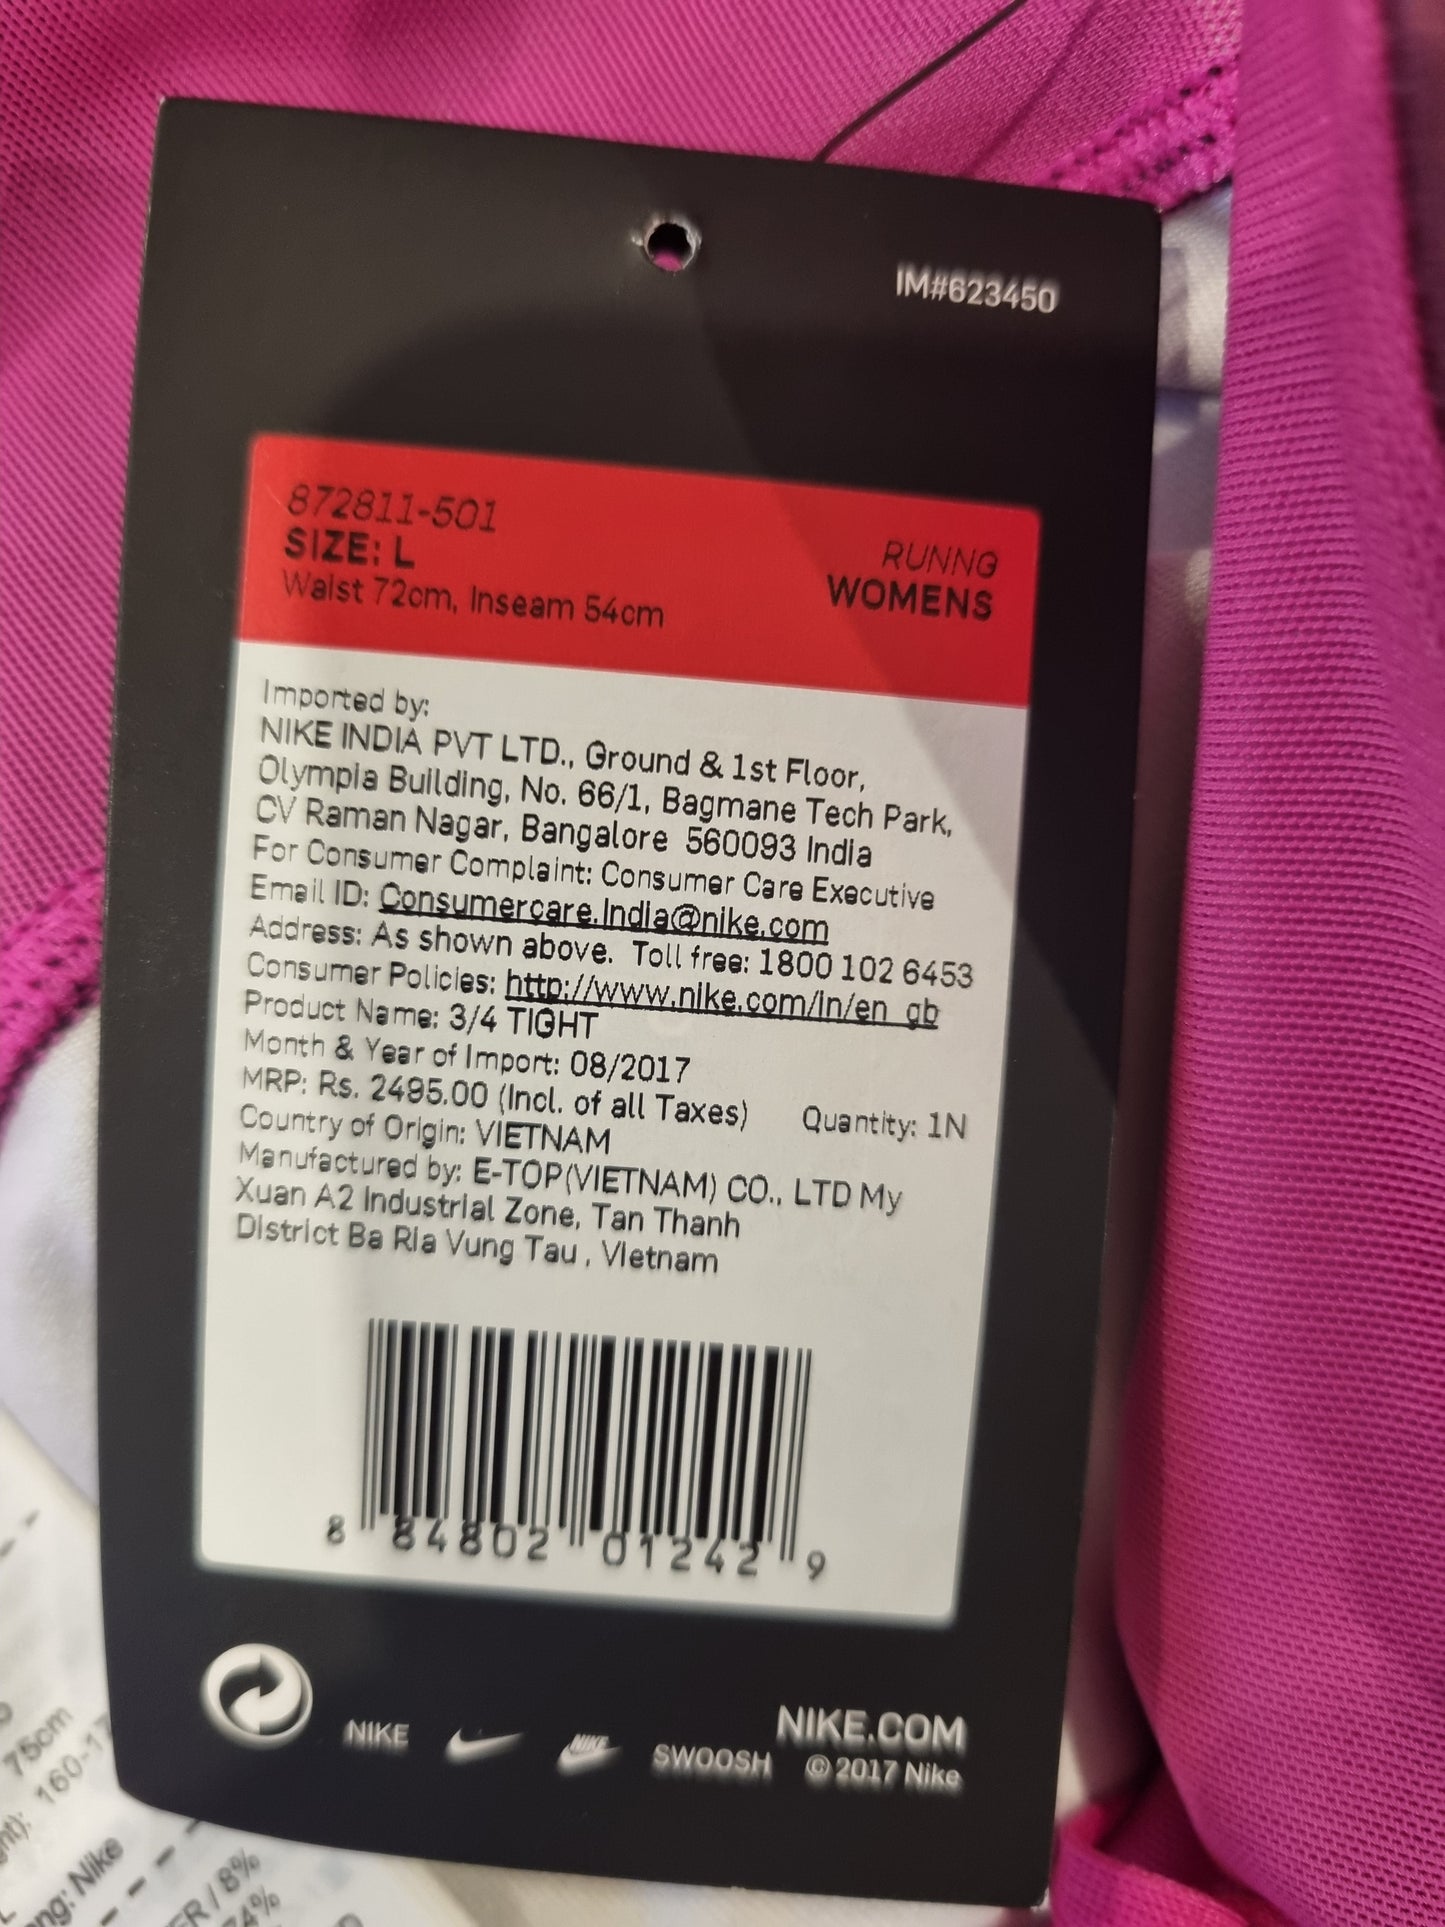 IM#623450
872811-501
SIZE: L
Waist 72cm, Inseam 54cm
RUNNG
WOMENS
Imported by:
NIKE INDIA PVT LTD., Ground & 1st Floor,
Olympia Building, No. 66/1, Bagmane Tech Park,
CV Raman Nagar, Bangalore 560093 India
For Consumer Complaint: Consumer Care Executive
Email ID: Consumercare.India@nike.com
Address: As shown above. Toll free: 1800 102 6453
Consumer Policies: http://www.nike.com/in/en_gb
Product Name: 3/4 TIGHT
Month & Year of Import: 08/2017
MRP: Rs. 2495.00 (Incl. of all Taxes) Quantity: 1N
Country of Origin: VIETNAM
Manufactured by: E-TOP(VIETNAM) CO., LTD My
Xuan A2 Industrial Zone, Tan Thanh
District Ba Ria Vung Tau , Vietnam
8 84802 01242 9
NIKE
NIKE
SWOOSH
NIKE.COM
© 2017 Nike
75cm
160-1
Nike
/ 8%